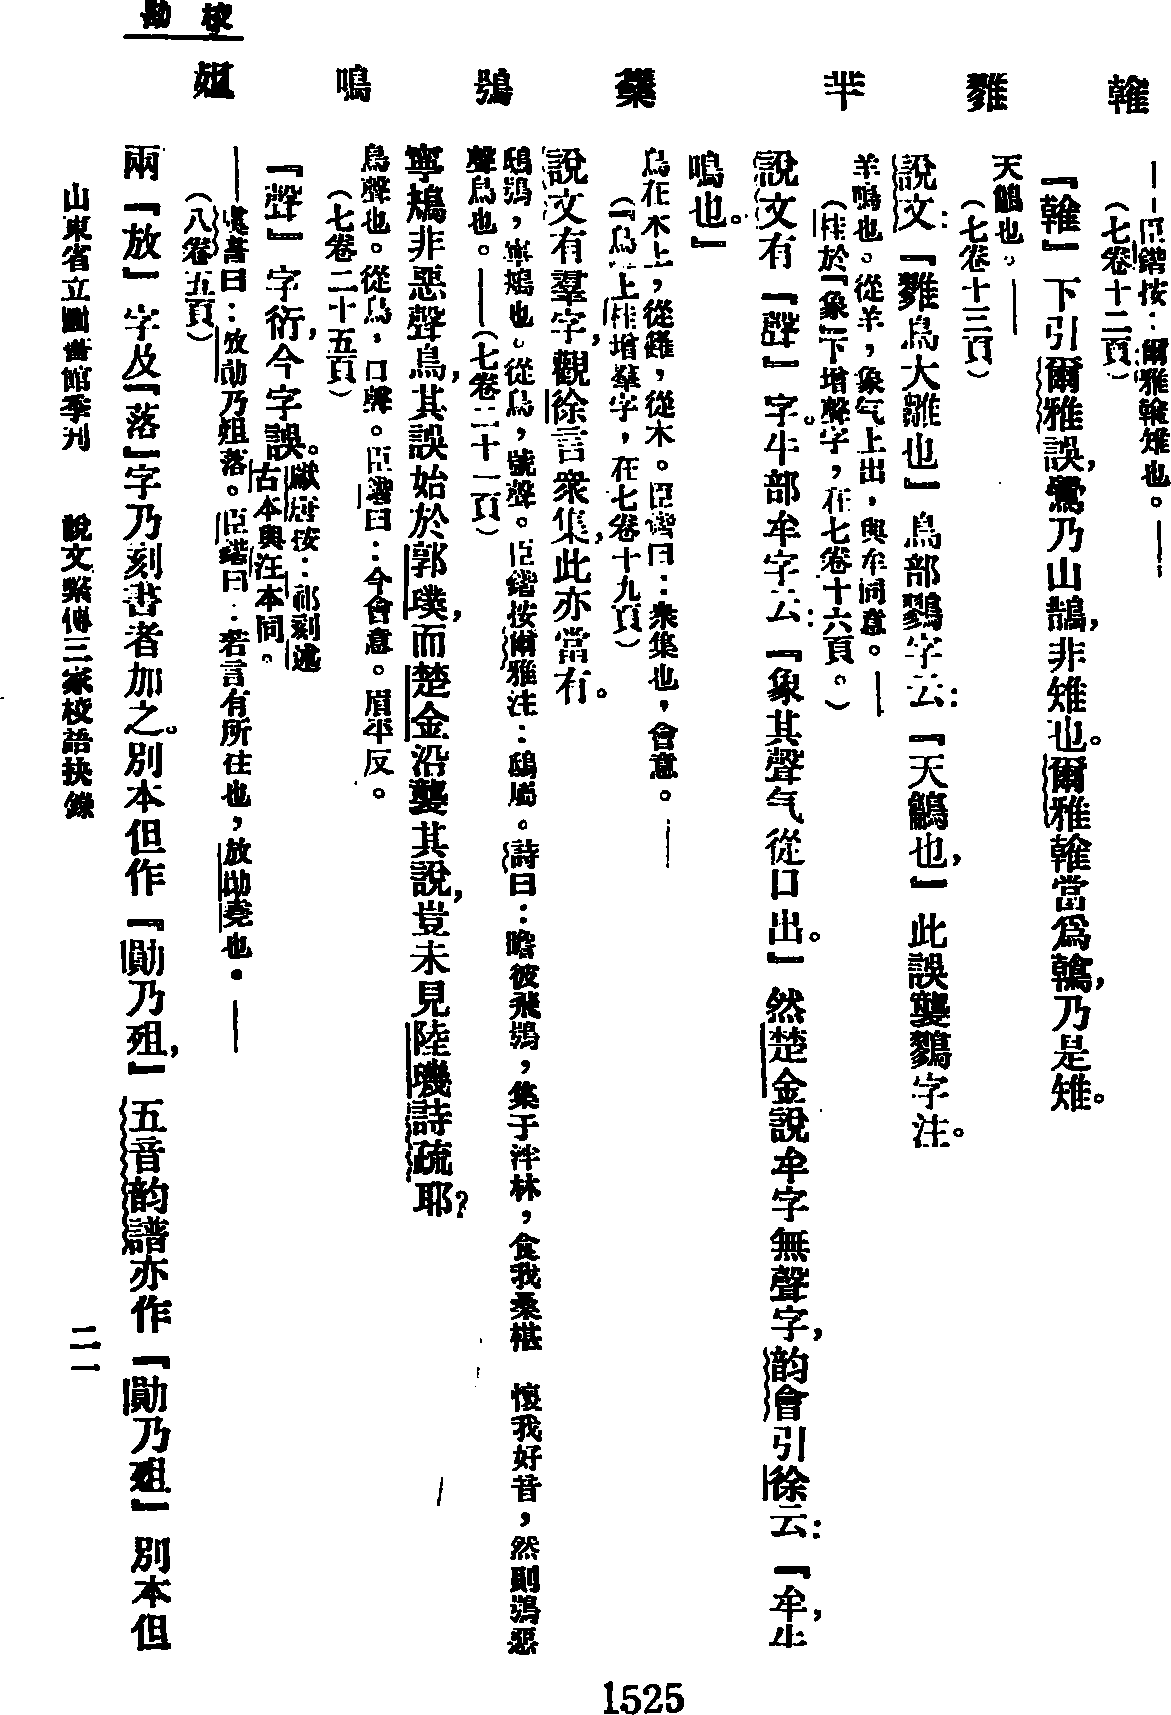 校勘
雗
——臣鍇按：爾雅雗雉也。——
（七卷十二頁）
『雗』下引爾雅誤，鷽乃山鵲，非雉也。爾雅雗當爲鶾，乃是雉。
雡
天鸙也。——
（七卷十三頁）
說文：『雡鳥大雛也』鳥部鷚字云：『天鸙也，』此誤襲鷚字注。
羋
羊鳴也。從羊，象气上出，與牟同意。——
（桂於『象』下增聲字，在七卷十六頁。）
說文有『聲』字。牛部牟字云：『象其聲气從口出。』然楚金說牟字無聲字，韵會引徐云：『牟，牛
鳴也。』
雧
鳥在木上，從雥，從木。臣鍇曰：衆集也，會意。——
（『鳥』上桂增羣字，在七卷十九頁）
說文有羣字，觀徐言衆集，此亦當有。
鴞
鴟鴞，寧鴂也。從鳥，號聲。臣鍇按爾雅注：鴟屬。詩曰：瞻彼飛鴞，集于泮林，食我桑椹 懷我好音，然則鴞惡
聲鳥也。——（七卷二十一頁）
寧鴂非惡聲鳥，其誤始於郭璞，而楚金沿襲其說，豈未見陸璣詩疏耶？
鳴
鳥聲也。從鳥，口聲。臣鍇曰：今會意。眉平反。
（七卷二十五頁）
『聲』字衍，今字誤。獻唐按：祁刻述
古本與汪本同。
殂
——虞書曰：放勛乃殂落。臣鍇曰：若言有所往也，放勛堯也．——
（八卷五頁）
兩『放』字及『落』字乃刻書者加之。別本但作『勛乃殂，』五音韵譜亦作『勛乃殂』別本但
山東省立圖書館季刊 說文繫傳三家校語抉錄 二一
1525